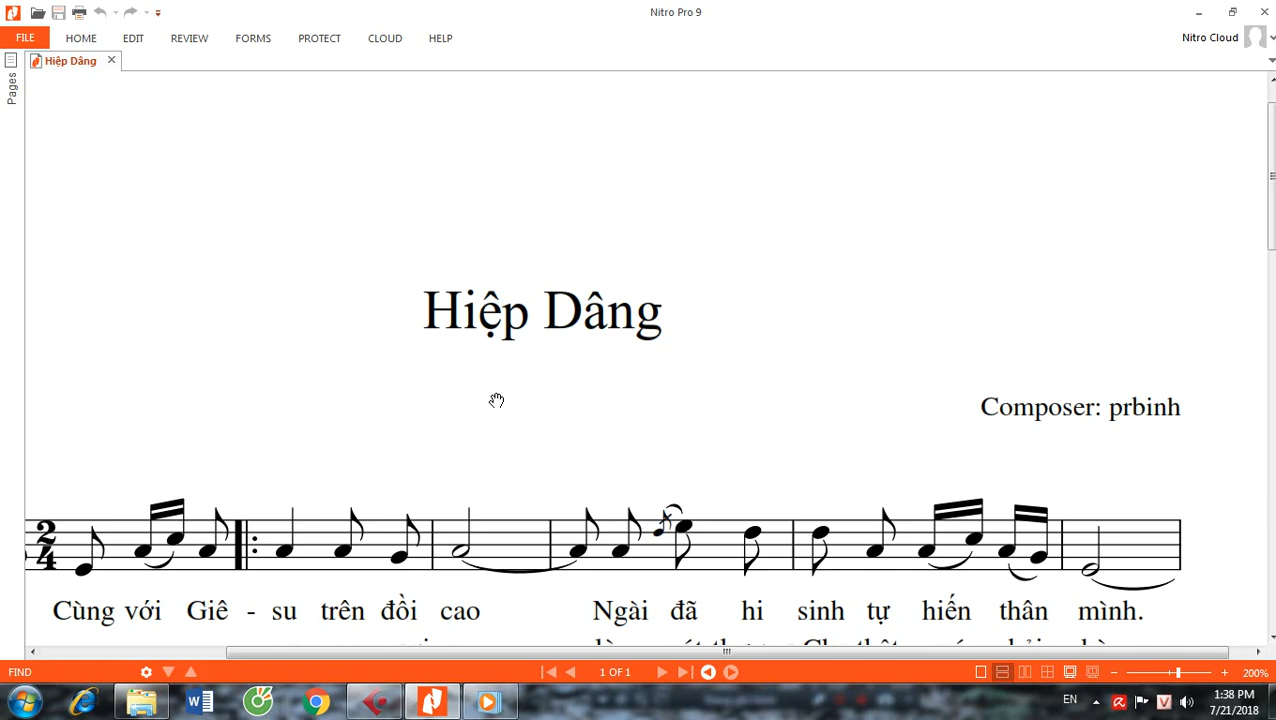 Nitro Pro 9
FILE HOME EDIT REVIEW FORMS PROTECT CLOUD HELP Nitro Cloud
Hiệp Dâng
Pages
Hiệp Dâng
Composer: prbinh
2
4
Cùng với Giê - su trên đồi cao Ngài đã hi sinh tự hiến thân mình.
FIND 1 OF 1 200%
EN 1:38 PM
7/21/2018